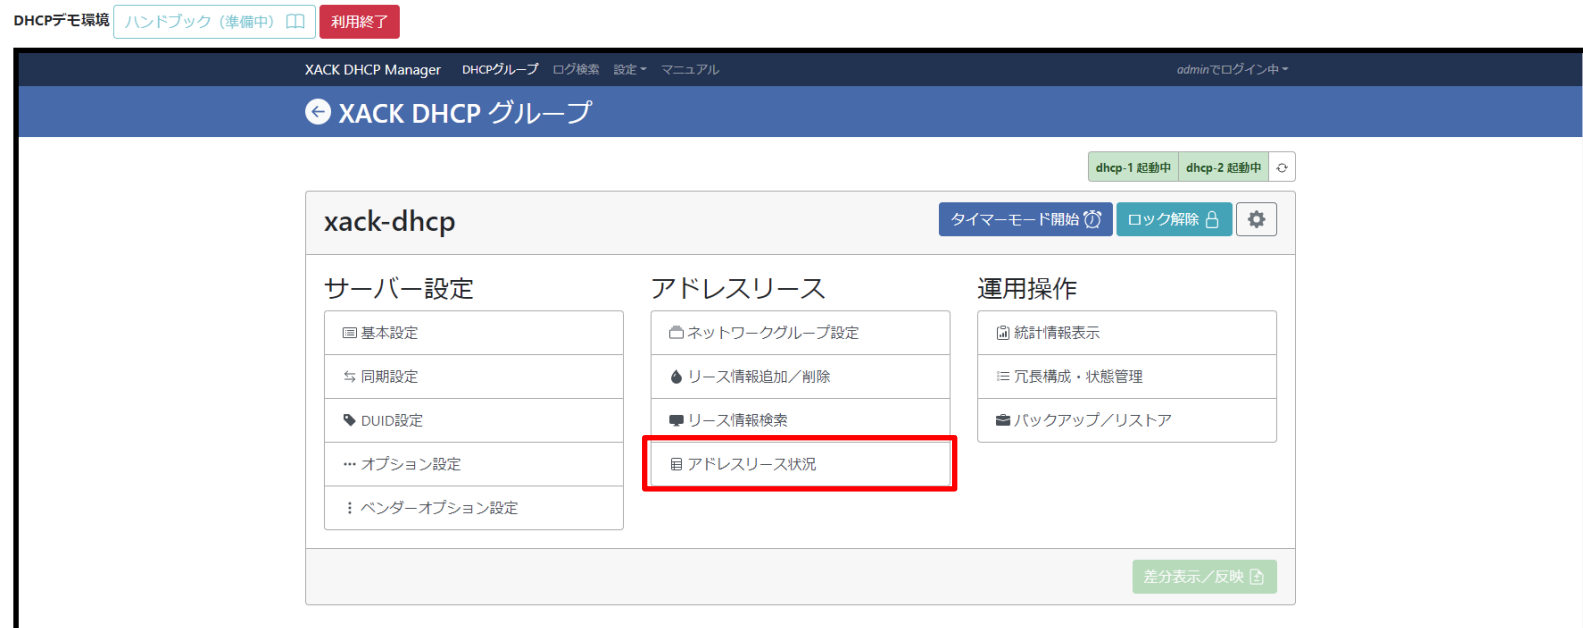 DHCPデモ環境 ハンドブック（準備中） 利用終了
XACK DHCP Manager DHCPグループ ログ検索 設定 マニュアル adminでログイン中
XACK DHCP グループ
dhcp-1 起動中 dhcp-2 起動中
xack-dhcp タイマーモード開始 ロック解除
サーバー設定
基本設定
同期設定
DUID設定
オプション設定
ベンダーオプション設定
アドレスリース
ネットワークグループ設定
リース情報追加／削除
リース情報検索
アドレスリース状況
運用操作
統計情報表示
冗長構成・状態管理
バックアップ／リストア
差分表示／反映